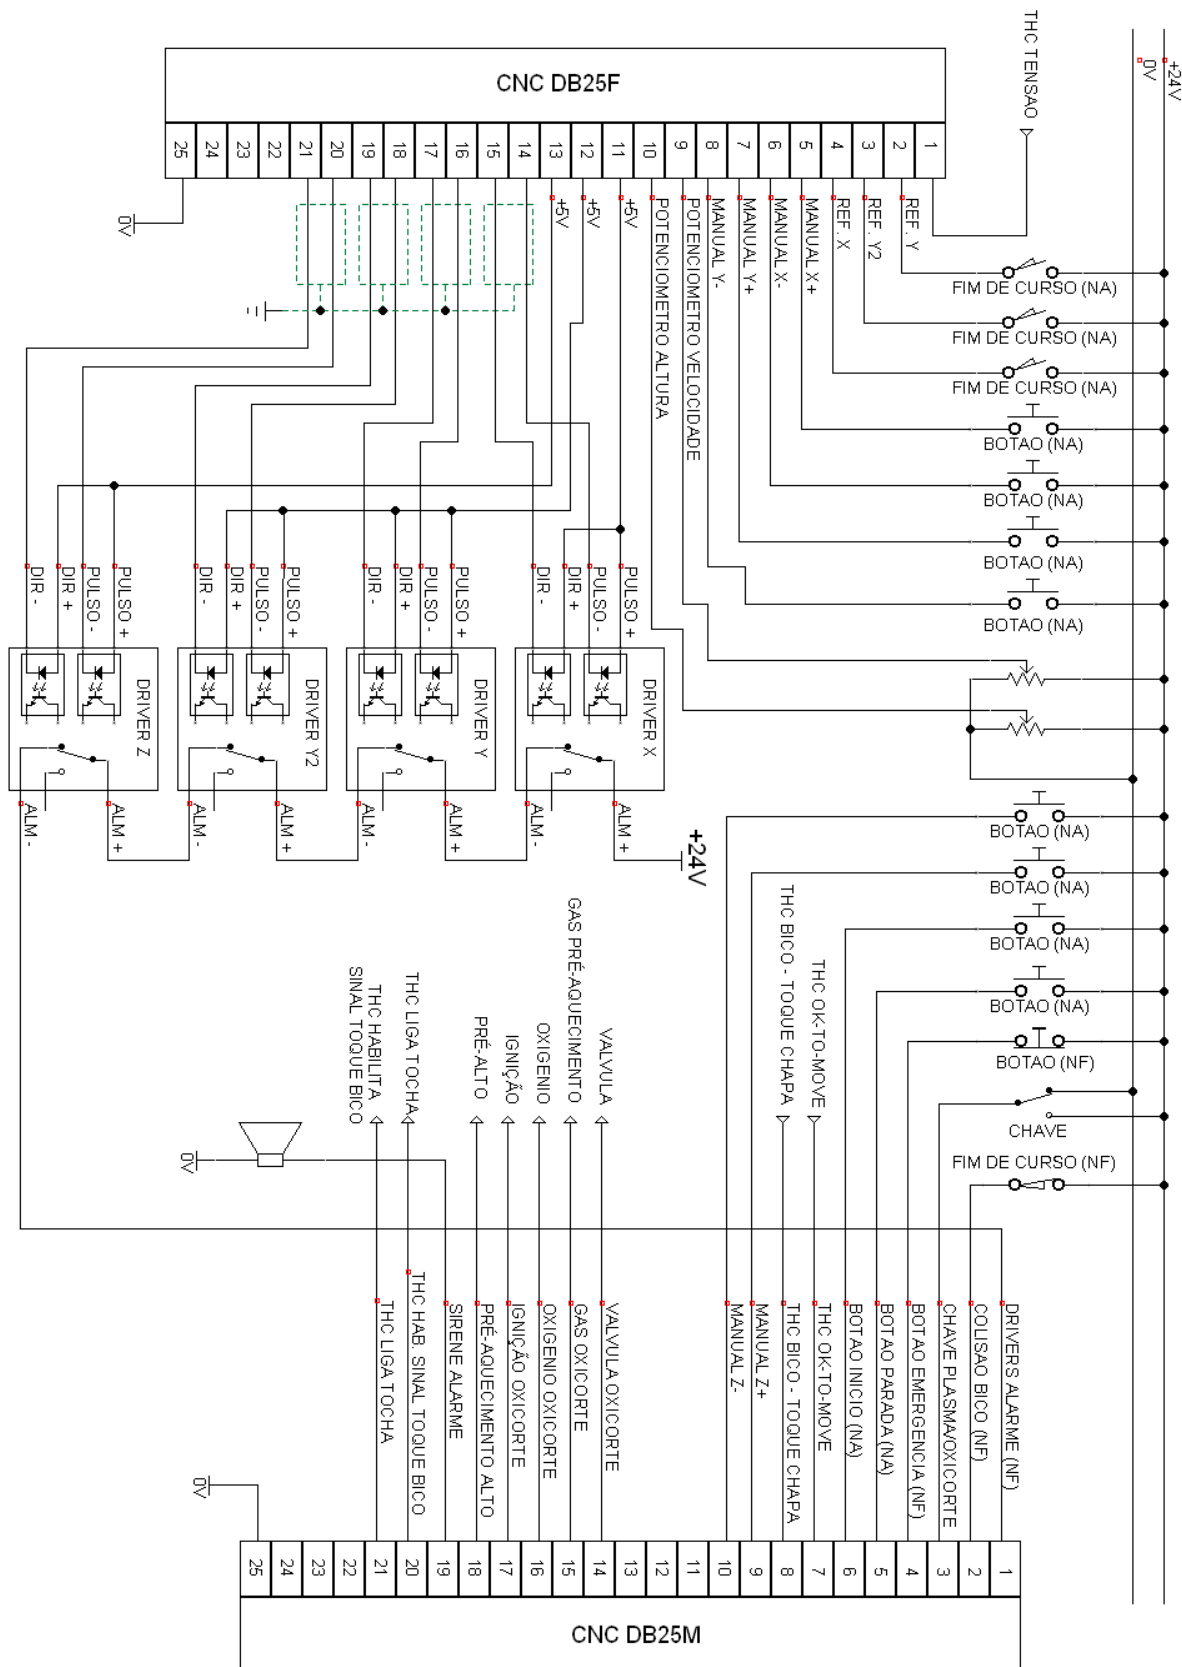 THC TENSAO
+24V
0V
CNC DB25F
25
24
23
22
21
20
19
18
17
16
15
14
13
12
11
10
9
8
7
6
5
4
3
2
1
0V
+5V
+5V
+5V
POTENCIOMETRO ALTURA
POTENCIOMETRO VELOCIDADE
MANUAL Y-
MANUAL Y+
MANUAL X-
MANUAL X+
REF. X
REF. Y2
REF. Y
FIM DE CURSO (NA)
FIM DE CURSO (NA)
FIM DE CURSO (NA)
BOTAO (NA)
BOTAO (NA)
BOTAO (NA)
BOTAO (NA)
DIR -
DIR +
PULSO -
PULSO +
DIR -
DIR +
PULSO -
PULSO +
DIR -
DIR +
PULSO -
PULSO +
DIR -
DIR +
PULSO -
PULSO +
DRIVER Z
DRIVER Y2
DRIVER Y
DRIVER X
ALM -
ALM +
ALM -
ALM +
ALM -
ALM +
ALM -
ALM +
+24V
BOTAO (NA)
BOTAO (NA)
BOTAO (NA)
BOTAO (NA)
BOTAO (NF)
CHAVE
FIM DE CURSO (NF)
THC HABILITA
SINAL TOQUE BICO
THC LIGA TOCHA
PRÉ-ALTO
IGNIÇÃO
OXIGENIO
GAS PRÉ-AQUECIMENTO
VALVULA
THC BICO - TOQUE CHAPA
THC OK-TO-MOVE
0V
THC LIGA TOCHA
THC HAB. SINAL TOQUE BICO
SIRENE ALARME
PRÉ-AQUECIMENTO ALTO
IGNIÇÃO OXICORTE
OXIGENIO OXICORTE
GAS OXICORTE
VALVULA OXICORTE
MANUAL Z-
MANUAL Z+
THC BICO - TOQUE CHAPA
THC OK-TO-MOVE
BOTAO INICIO (NA)
BOTAO PARADA (NA)
BOTAO EMERGENCIA (NF)
CHAVE PLASMA/OXICORTE
COLISAO BICO (NF)
DRIVERS ALARME (NF)
0V
25
24
23
22
21
20
19
18
17
16
15
14
13
12
11
10
9
8
7
6
5
4
3
2
1
CNC DB25M